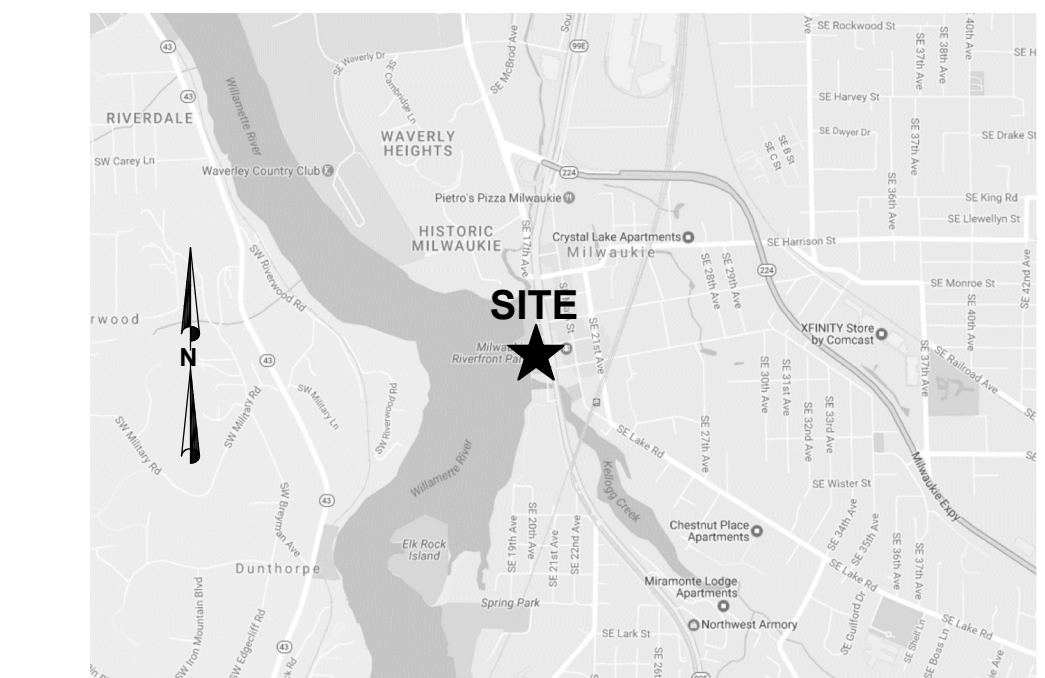 SE Rockwood St
43
99E
SE McBrod Ave
SE Waverly Dr
SE Cambridge Ln
SE 37th Ave
SE 38th Ave
40th Ave
SE H
43
SE Harvey St
RIVERDALE
Willamette River
WAVERLY
HEIGHTS
SE Dwyer Dr
SE Drake St
SE B St
SE C St
SE 37th Ave
SW Carey Ln
Waverley Country Club
224
SE 36th Ave
Pietro's Pizza Milwaukie
SE King Rd
SE Llewellyn St
HISTORIC
MILWAUKIE
SE 17th Ave
Crystal Lake Apartments
Milwaukie
SE Harrison St
SW Riverwood Rd
SE 28th Ave
SE 29th Ave
224
SE 42nd Ave
SE Monroe St
SITE
rwood
SE 21st Ave
SE 40th Ave
XFINITY Store
by Comcast
N
Riverfront
43
SE 37th Ave
SE Railroad Ave
SE 30th Ave
SE 31st Ave
SW Military Rd
SW Military Ln
SW Riverwood Rd
SE 32nd Ave
SE 33rd Ave
SW Military Rd
SE 27th Ave
SE Lake Rd
Willamette River
Kellogg Creek
Milwaukie Expy
SE Wister St
43
SW Breyman Ave
SE 19th Ave
SE 20th Ave
SE 21st Ave
SE 22nd Ave
Chestnut Place
Apartments
SE 34th Ave
SE 35th Ave
SE 36th Ave
SE 37th Ave
Elk Rock
Island
Dunthorpe
SE Lake Rd
Miramonte Lodge
Apartments
SW Iron Mountain Blvd
Spring Park
Northwest Armory
SE Guilford Dr
SE Lake Rd
SE Lark St
SW Edgecliff Rd
SE Shell Ln
SE Boss Ln
43
SE 26t